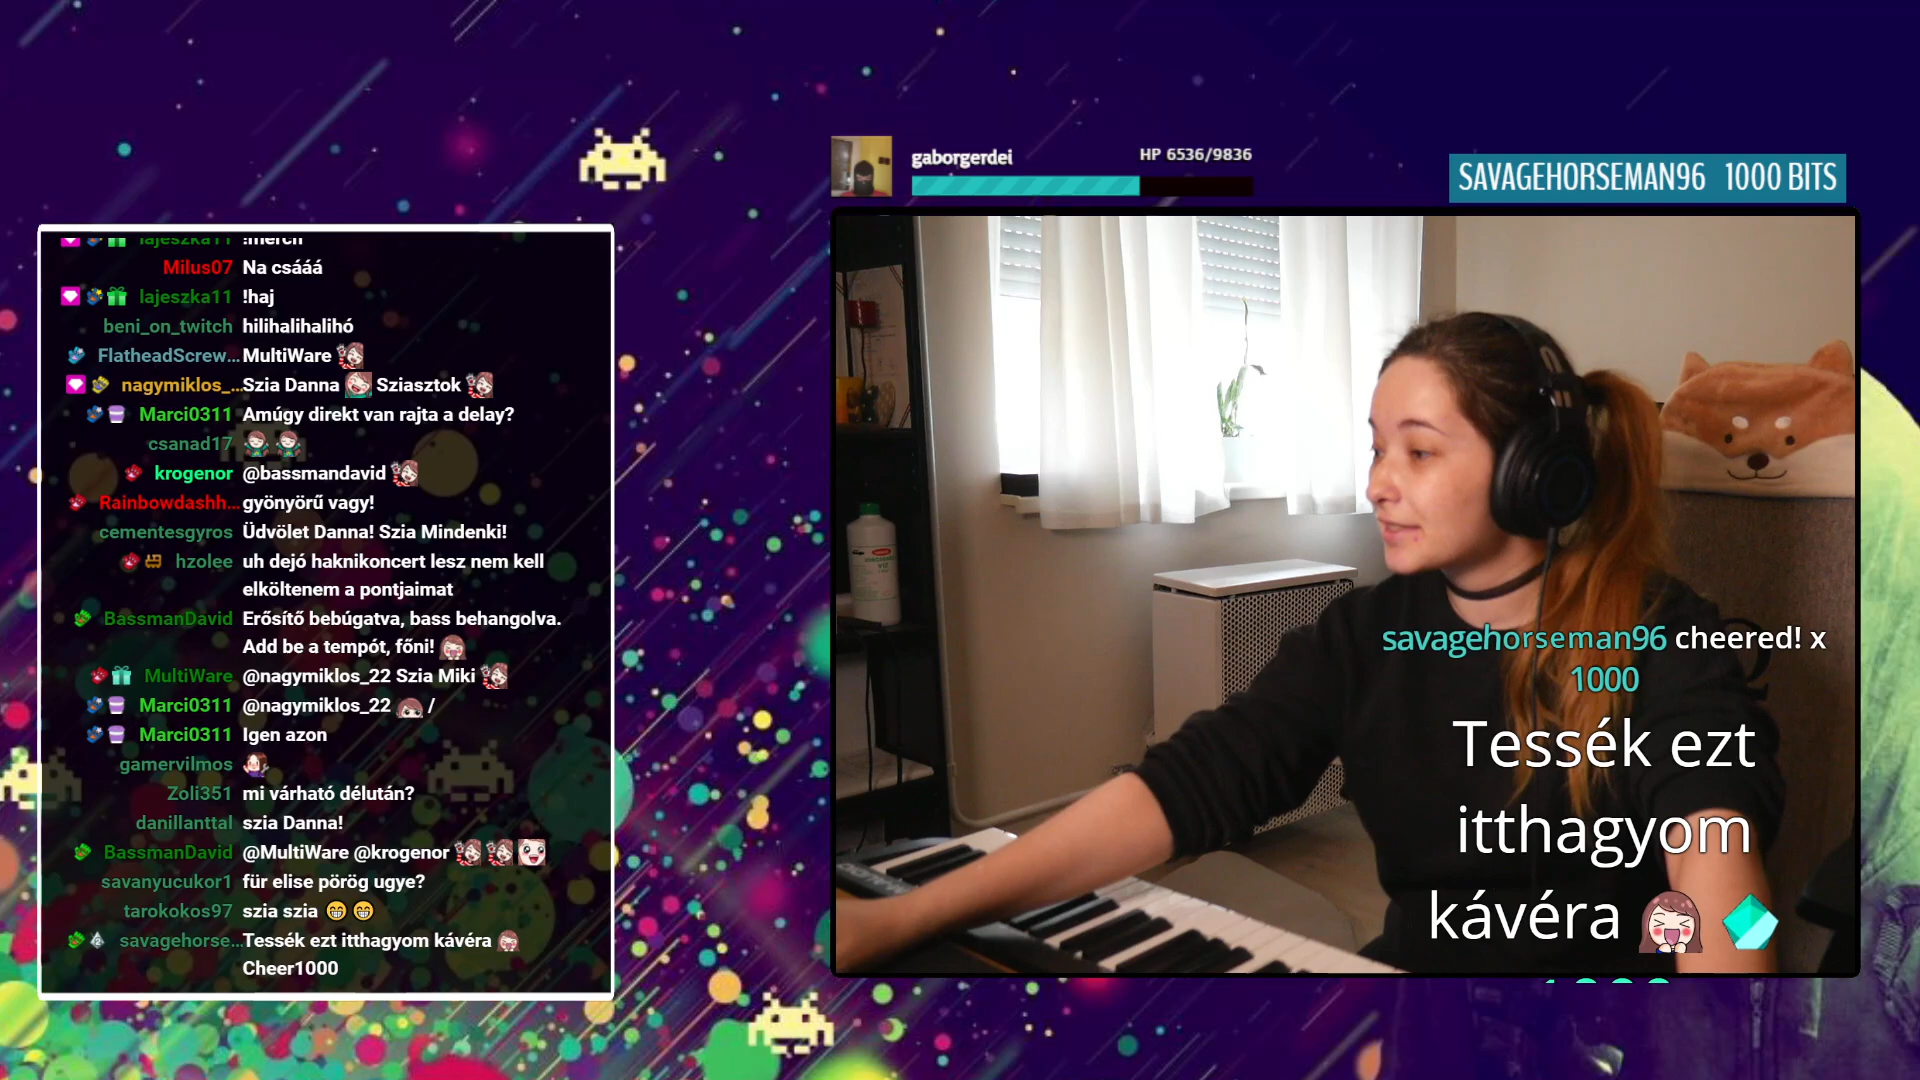 gaborgerdei
HP 6536/9836
SAVAGEHORSEMAN96 1000 BITS
lajeszka11 !merch
Milus07 Na csááá
lajeszka11 !haj
beni_on_twitch hilihalihalihó
FlatheadScrew... MultiWare
nagymiklos_... Szia Danna Sziasztok
Marci0311 Amúgy direkt van rajta a delay?
csanad17
krogenor @bassmandavid
Rainbowdashh... gyönyörű vagy!
cementesgyros Üdvölet Danna! Szia Mindenki!
hzolee uh dejó haknikoncert lesz nem kell
elköltenem a pontjaimat
BassmanDavid Erősítő bebúgatva, bass behangolva.
Add be a tempót, főni!
MultiWare @nagymiklos_22 Szia Miki
Marci0311 @nagymiklos_22 /
Marci0311 Igen azon
gamervilmos
Zoli351 mi várható délután?
danillanttal szia Danna!
BassmanDavid @MultiWare @krogenor
savanyucukor1 für elise pörög ugye?
tarokokos97 szia szia
savagehorse... Tessék ezt itthagyom kávéra
Cheer1000
savagehorseman96 cheered! x
1000
Tessék ezt
itthagyom
kávéra